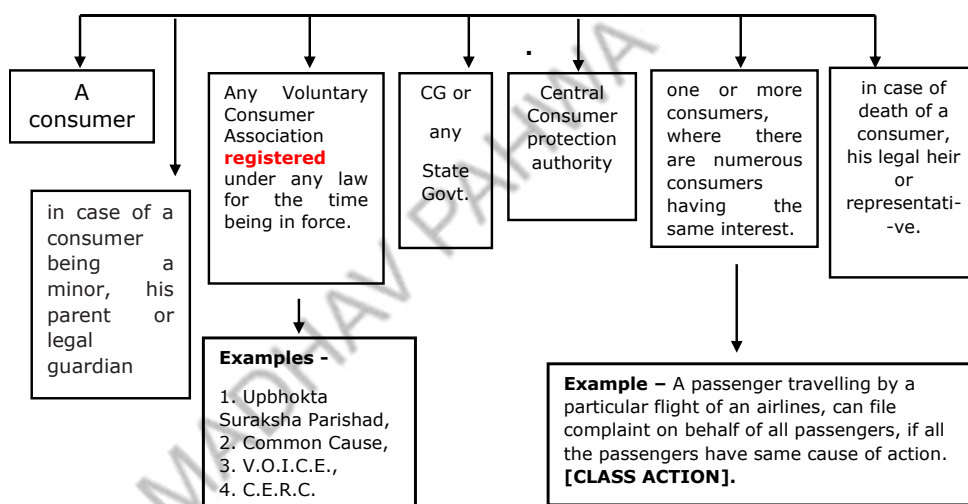 A
consumer
in case of a
consumer
being a
minor, his
parent or
legal
guardian
Any Voluntary
Consumer
Association
registered
under any law
for the time
being in force.
Examples –
1. Upbhokta
Suraksha Parishad,
2. Common Cause,
3. V.O.I.C.E.,
4. C.E.R.C.
CG or
any
State
Govt.
Central
Consumer
protection
authority
one or more
consumers,
where there
are numerous
consumers
having the
same interest.
Example – A passenger travelling by a
particular flight of an airlines, can file
complaint on behalf of all passengers, if all
the passengers have same cause of action.
[CLASS ACTION].
in case of
death of a
consumer,
his legal heir
or
representati-
-ve.
MADHAV PAHWA